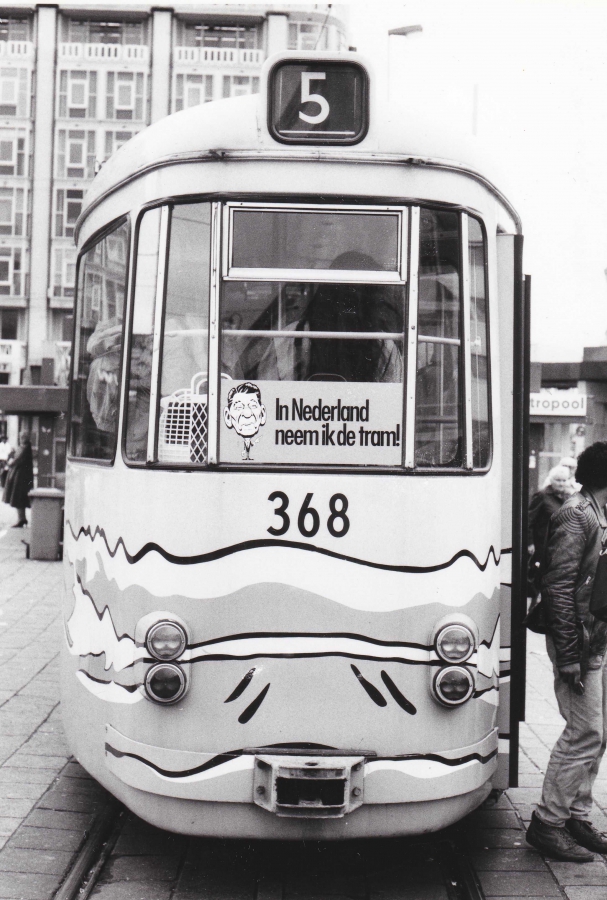 5
In Nederland
neem ik de tram!
368
tropool